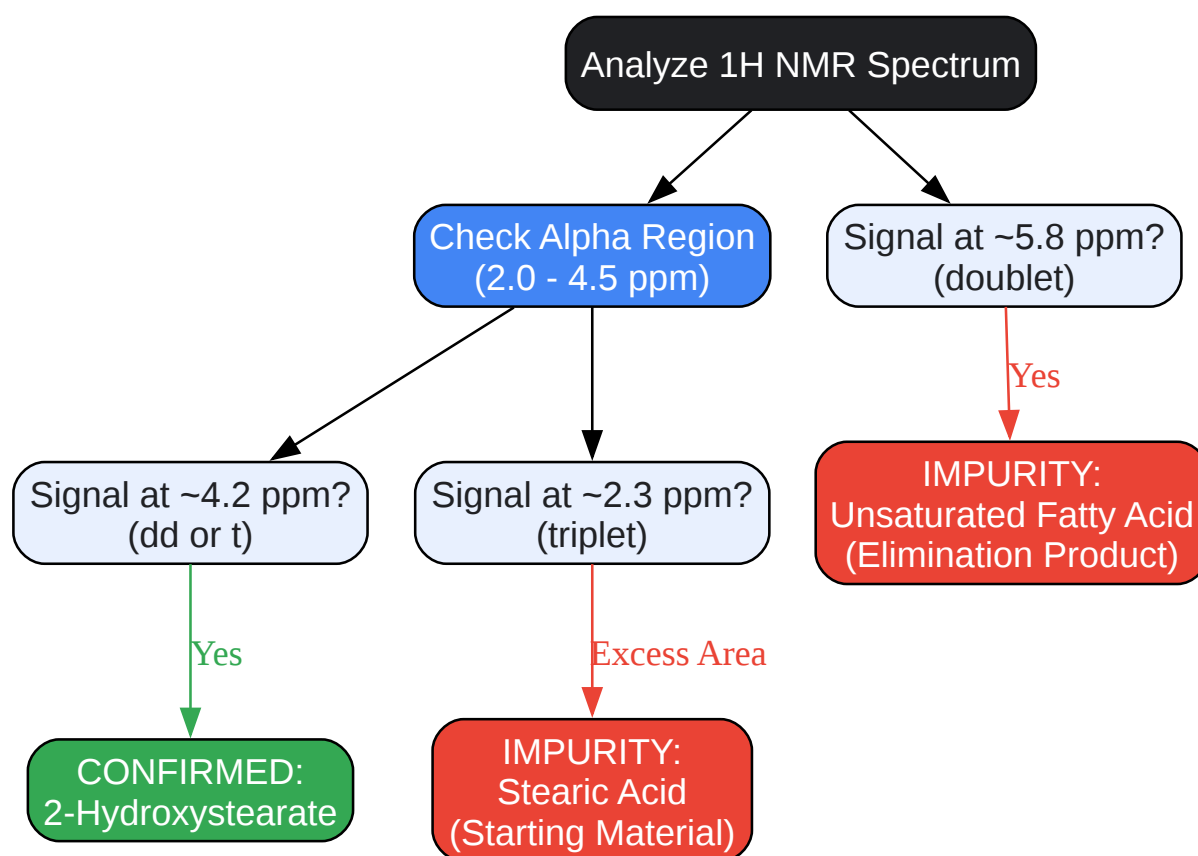 Analyze 1H NMR Spectrum
Check Alpha Region
(2.0 - 4.5 ppm)
Signal at ~5.8 ppm?
(doublet)
Yes
Signal at ~4.2 ppm?
(dd or t)
Signal at ~2.3 ppm?
(triplet)
IMPURITY:
Unsaturated Fatty Acid
(Elimination Product)
Yes
Excess Area
CONFIRMED:
2-Hydroxystearate
IMPURITY:
Stearic Acid
(Starting Material)